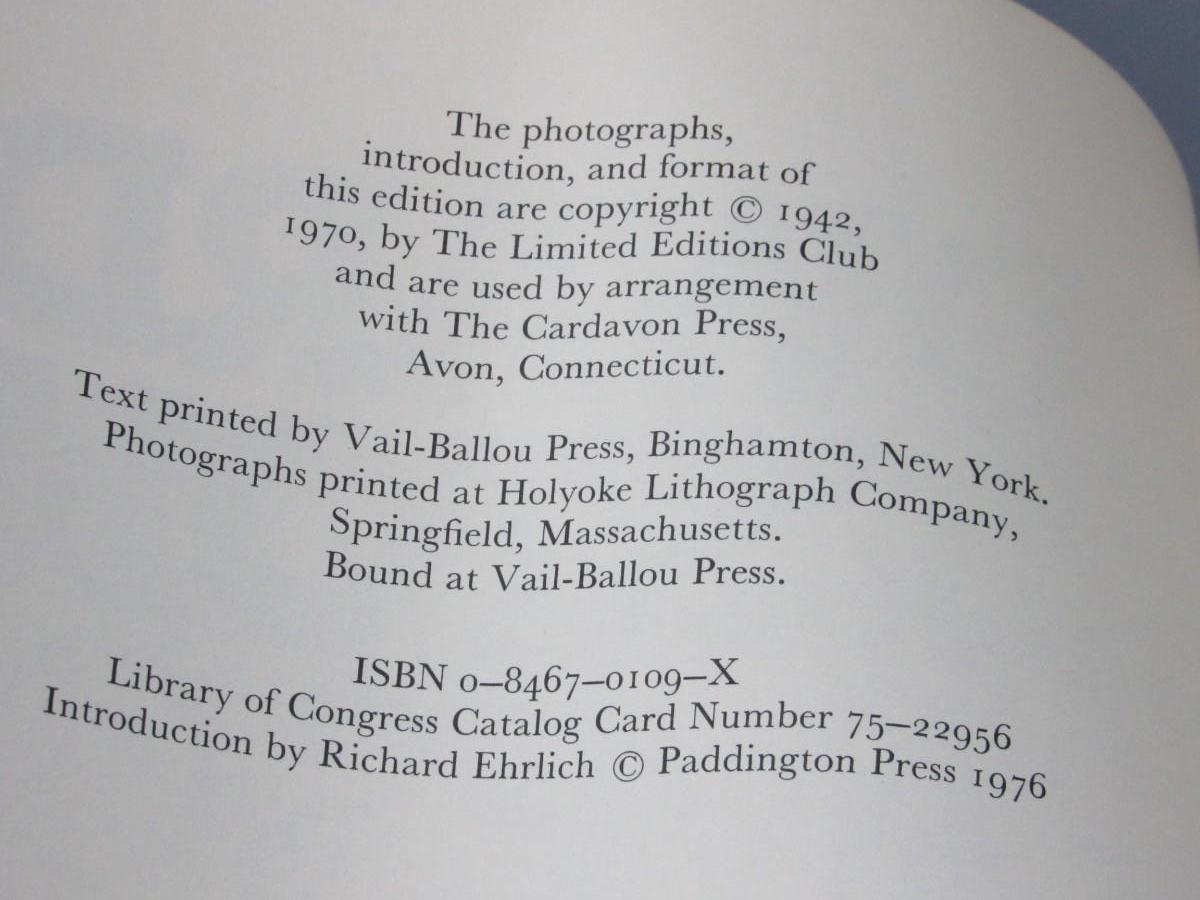 The photographs,
introduction, and format of
this edition are copyright © 1942,
1970, by The Limited Editions Club
and are used by arrangement
with The Cardavon Press,
Avon, Connecticut.
Text printed by Vail-Ballou Press, Binghamton, New York.
Photographs printed at Holyoke Lithograph Company,
Springfield, Massachusetts.
Bound at Vail-Ballou Press.
ISBN 0–8467–0109–X
Library of Congress Catalog Card Number 75–22956
Introduction by Richard Ehrlich © Paddington Press 1976